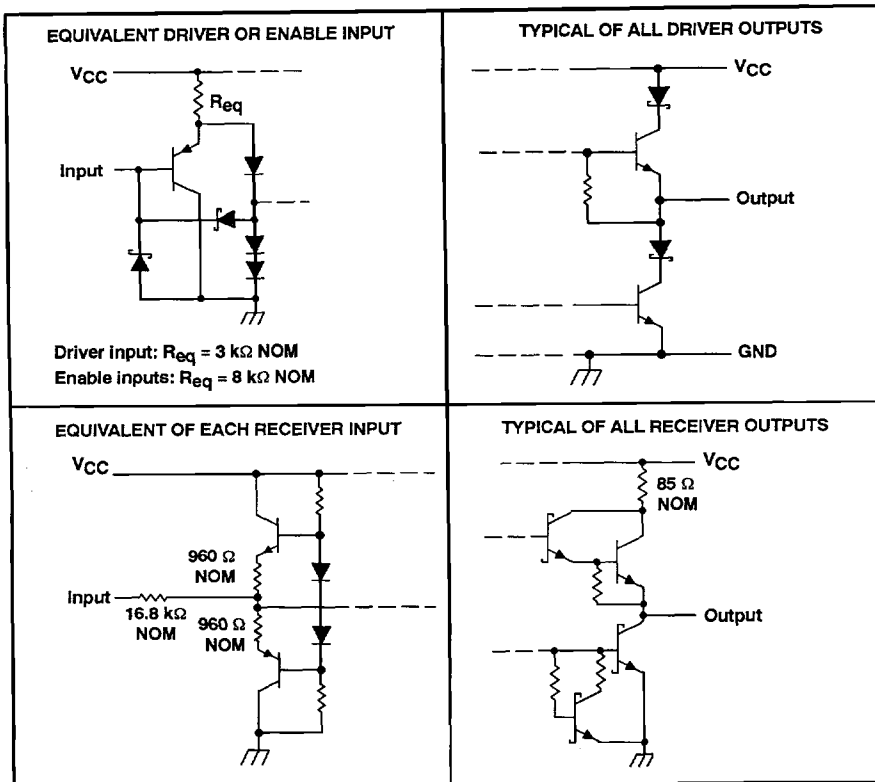 EQUIVALENT DRIVER OR ENABLE INPUT
VCC
Req
Input
Driver input: Req = 3 kΩ NOM
Enable inputs: Req = 8 kΩ NOM
TYPICAL OF ALL DRIVER OUTPUTS
VCC
Output
GND
EQUIVALENT OF EACH RECEIVER INPUT
VCC
960 Ω
NOM
Input
16.8 kΩ
NOM
960 Ω
NOM
TYPICAL OF ALL RECEIVER OUTPUTS
VCC
85 Ω
NOM
Output